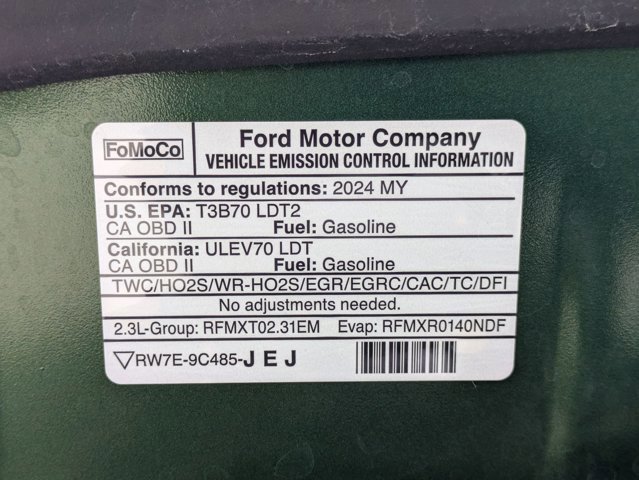 FoMoCo
Ford Motor Company
VEHICLE EMISSION CONTROL INFORMATION
Conforms to regulations: 2024 MY
U.S. EPA: T3B70 LDT2
CA OBD II Fuel: Gasoline
California: ULEV70 LDT
CA OBD II Fuel: Gasoline
TWC/HO2S/WR-HO2S/EGR/EGRC/CAC/TC/DFI
No adjustments needed.
2.3L-Group: RFMXT02.31EM Evap: RFMXR0140NDF
RW7E-9C485-JEJ